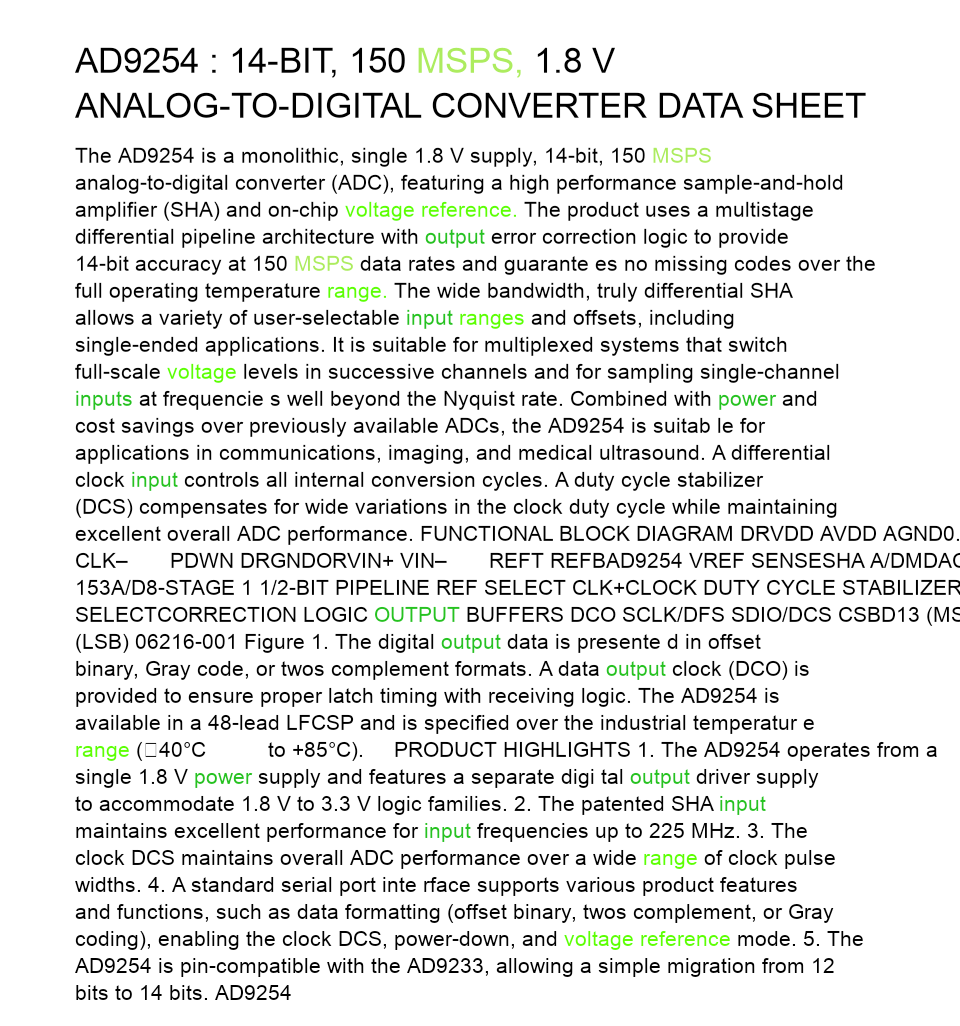 AD9254 : 14-BIT, 150 MSPS, 1.8 V
ANALOG-TO-DIGITAL CONVERTER DATA SHEET
The AD9254 is a monolithic, single 1.8 V supply, 14-bit, 150 MSPS
analog-to-digital converter (ADC), featuring a high performance sample-and-hold
amplifier (SHA) and on-chip voltage reference. The product uses a multistage
differential pipeline architecture with output error correction logic to provide
14-bit accuracy at 150 MSPS data rates and guarante es no missing codes over the
full operating temperature range. The wide bandwidth, truly differential SHA
allows a variety of user-selectable input ranges and offsets, including
single-ended applications. It is suitable for multiplexed systems that switch
full-scale voltage levels in successive channels and for sampling single-channel
inputs at frequencie s well beyond the Nyquist rate. Combined with power and
cost savings over previously available ADCs, the AD9254 is suitab le for
applications in communications, imaging, and medical ultrasound. A differential
clock input controls all internal conversion cycles. A duty cycle stabilizer
(DCS) compensates for wide variations in the clock duty cycle while maintaining
excellent overall ADC performance. FUNCTIONAL BLOCK DIAGRAM DRVDD AVDD AGND0.
CLK– PDWN DRGNDORVIN+ VIN– REFT REFBAD9254 VREF SENSESHA A/DMDAC
153A/D8-STAGE 1 1/2-BIT PIPELINE REF SELECT CLK+CLOCK DUTY CYCLE STABILIZER
SELECTCORRECTION LOGIC OUTPUT BUFFERS DCO SCLK/DFS SDIO/DCS CSBD13 (MS
(LSB) 06216-001 Figure 1. The digital output data is presente d in offset
binary, Gray code, or twos complement formats. A data output clock (DCO) is
provided to ensure proper latch timing with receiving logic. The AD9254 is
available in a 48-lead LFCSP and is specified over the industrial temperatur e
range (□40°C to +85°C). PRODUCT HIGHLIGHTS 1. The AD9254 operates from a
single 1.8 V power supply and features a separate digi tal output driver supply
to accommodate 1.8 V to 3.3 V logic families. 2. The patented SHA input
maintains excellent performance for input frequencies up to 225 MHz. 3. The
clock DCS maintains overall ADC performance over a wide range of clock pulse
widths. 4. A standard serial port inte rface supports various product features
and functions, such as data formatting (offset binary, twos complement, or Gray
coding), enabling the clock DCS, power-down, and voltage reference mode. 5. The
AD9254 is pin-compatible with the AD9233, allowing a simple migration from 12
bits to 14 bits. AD9254